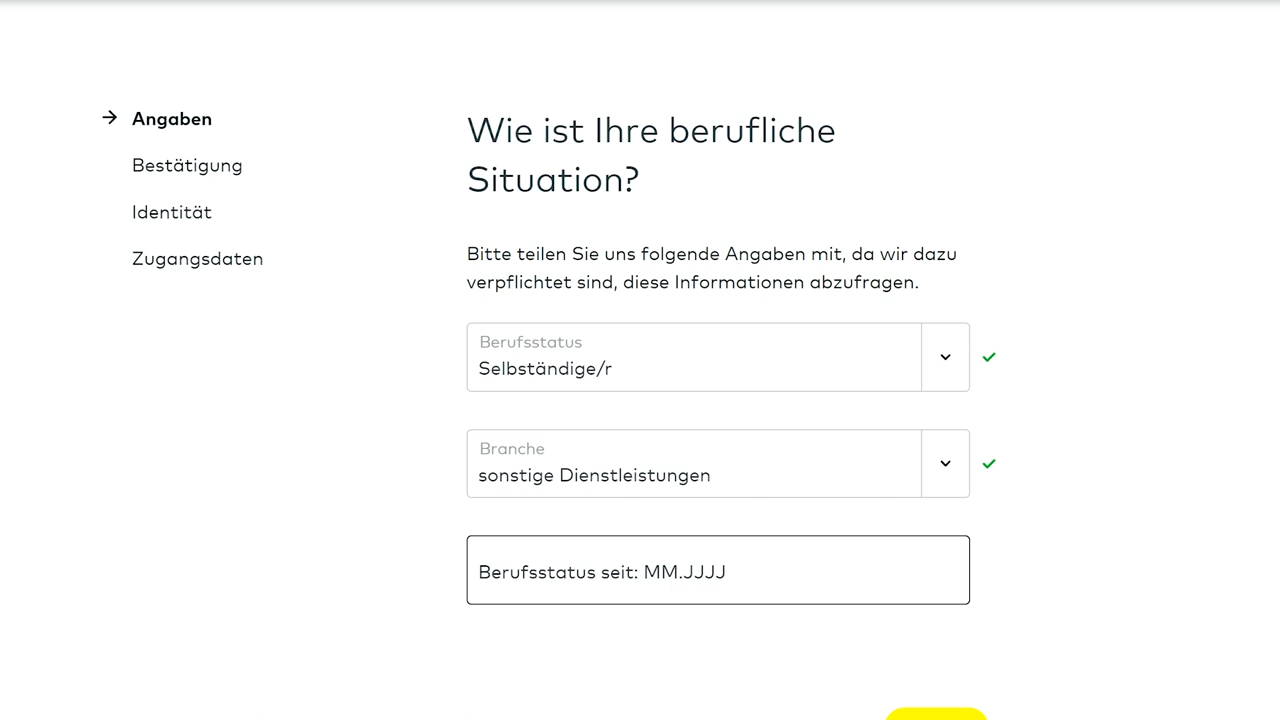 Angaben
Bestätigung
Identität
Zugangsdaten
Wie ist Ihre berufliche
Situation?
Bitte teilen Sie uns folgende Angaben mit, da wir dazu
verpflichtet sind, diese Informationen abzufragen.
Berufsstatus
Selbständige/r
Branche
sonstige Dienstleistungen
Berufsstatus seit: MM.JJJJ